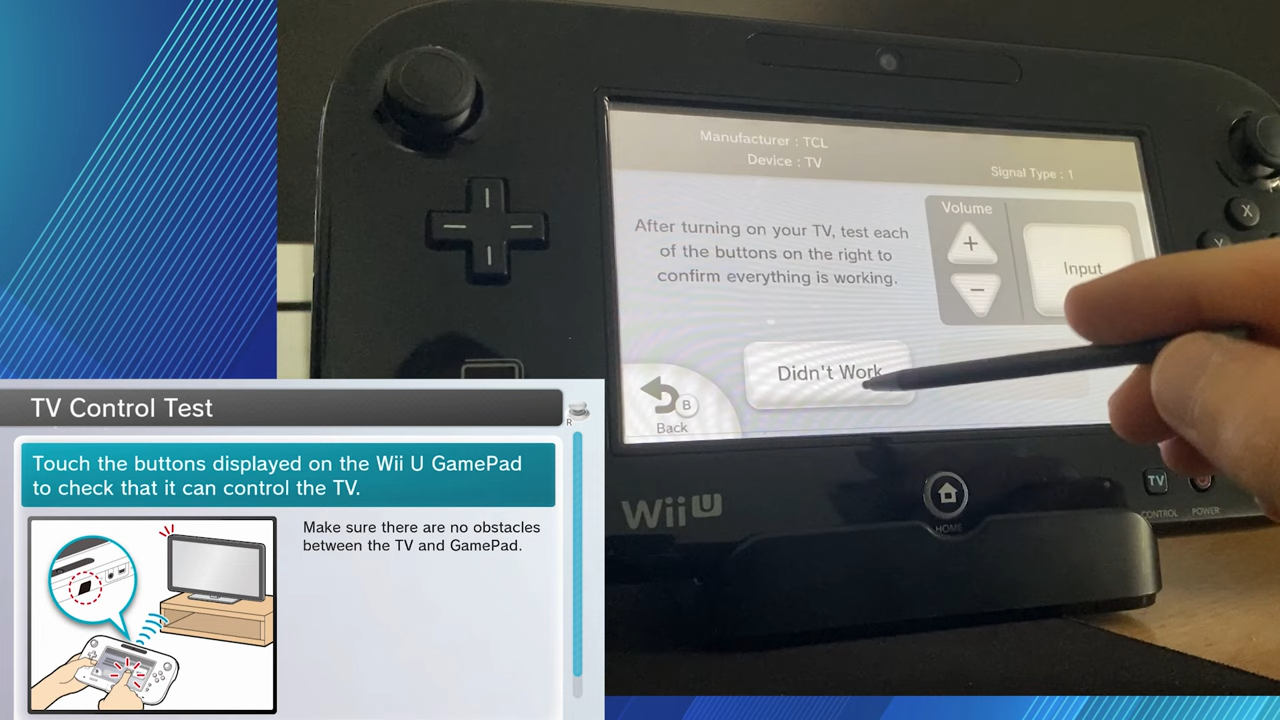 Manufacturer : TCL
Device : TV
Signal Type : 1
After turning on your TV, test each
of the buttons on the right to
confirm everything is working.
Volume
+
−
Input
Didn't Work
B
Back
X
Y
Wii U
HOME
TV
CONTROL
POWER
TV Control Test
R
Touch the buttons displayed on the Wii U GamePad
to check that it can control the TV.
Make sure there are no obstacles
between the TV and GamePad.